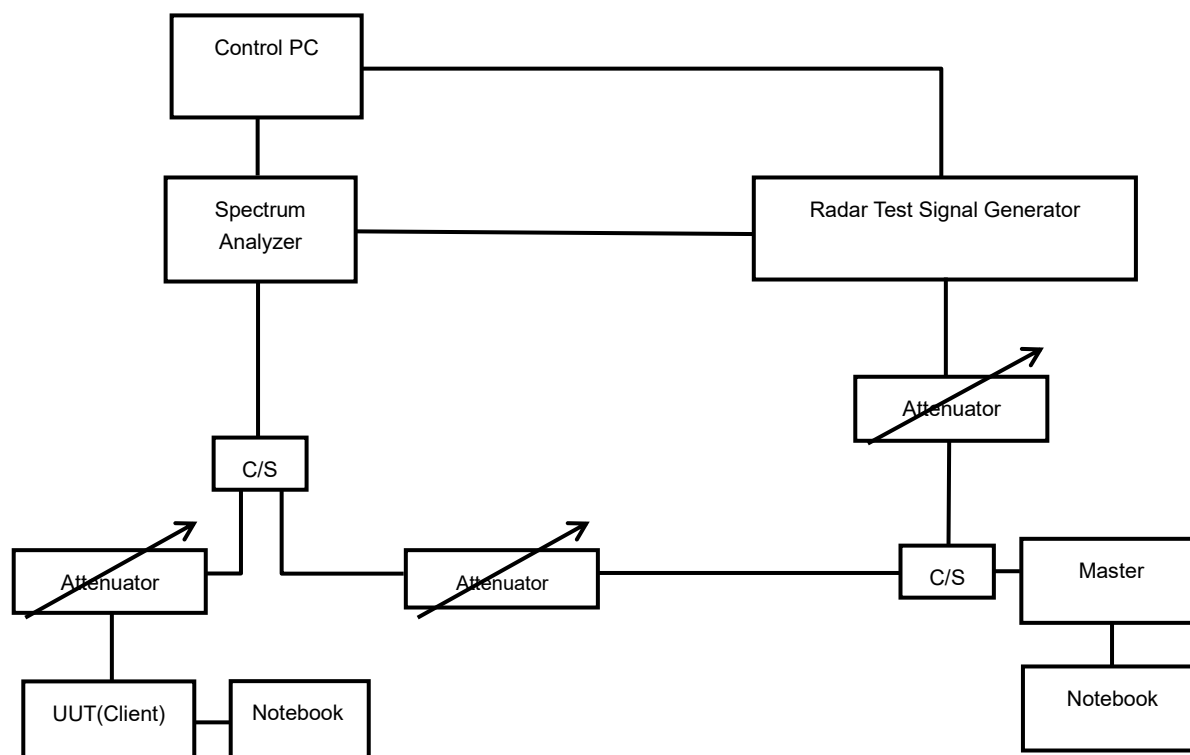 Control PC
Spectrum
Analyzer
Radar Test Signal Generator
Attenuator
C/S
Attenuator
Attenuator
C/S
Master
UUT(Client)
Notebook
Notebook